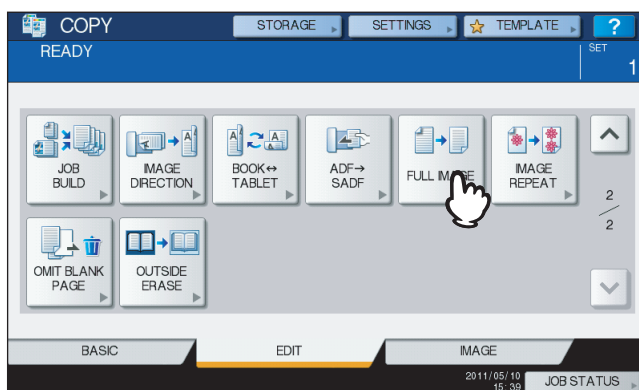 COPY
STORAGE
SETTINGS
TEMPLATE
?
READY
SET
1
JOB
BUILD
IMAGE
DIRECTION
BOOK↔
TABLET
ADF→
SADF
FULL IMAGE
IMAGE
REPEAT
OMIT BLANK
PAGE
OUTSIDE
ERASE
2
2
BASIC
EDIT
IMAGE
2011/05/10
15:39
JOB STATUS